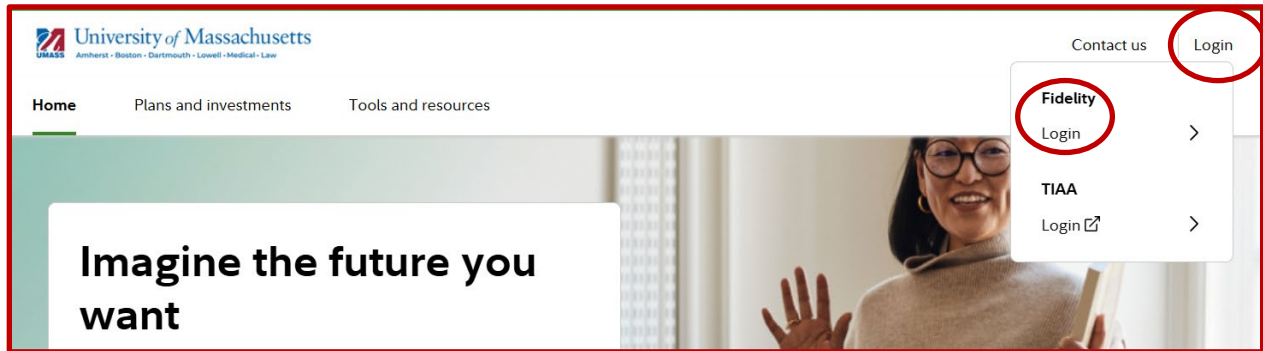 University of Massachusetts
UMASS
Amherst • Boston • Dartmouth • Lowell • Medical • Law
Contact us
Login
Home
Plans and investments
Tools and resources
Fidelity
Login
TIAA
Login
Imagine the future you
want